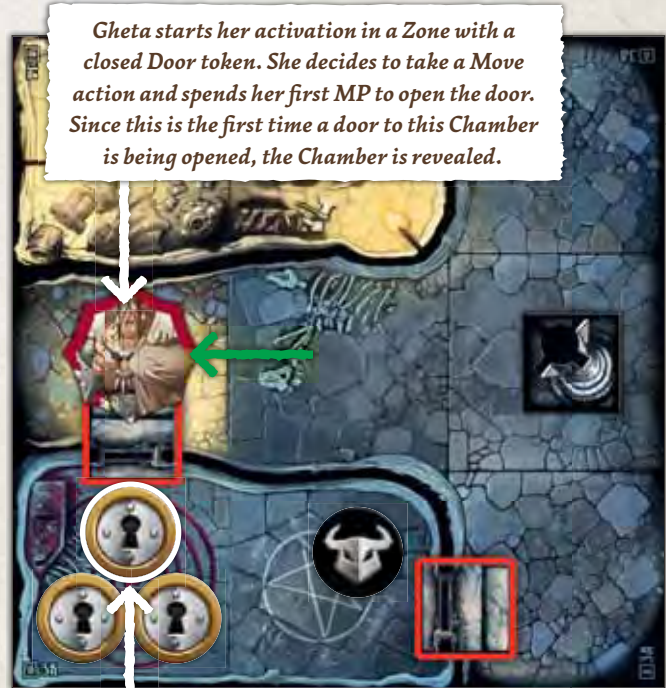 Gheta starts her activation in a Zone with a
closed Door token. She decides to take a Move
action and spends her first MP to open the door.
Since this is the first time a door to this Chamber
is being opened, the Chamber is revealed.